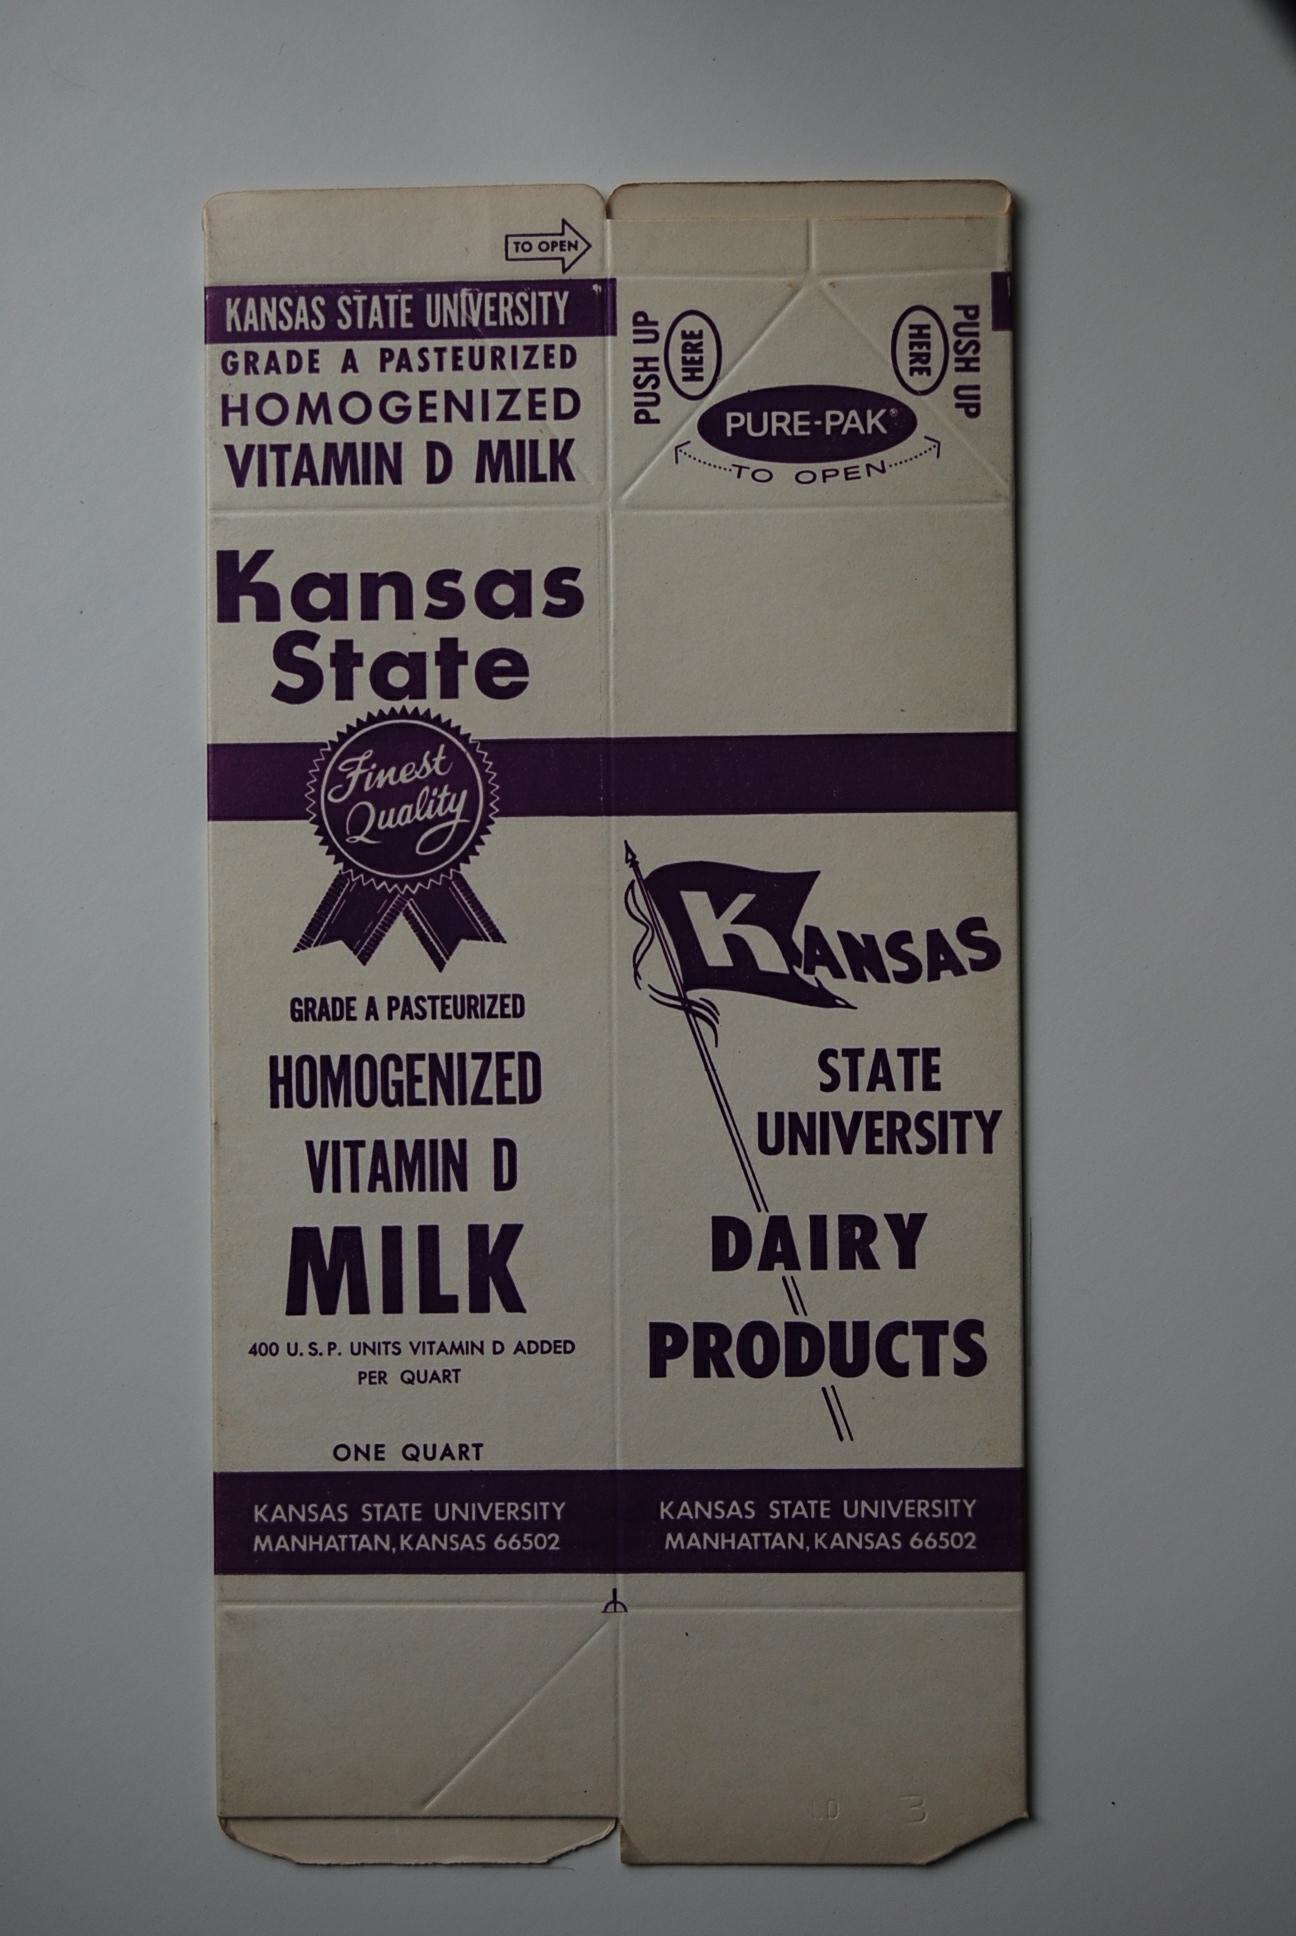 TO OPEN
KANSAS STATE UNIVERSITY
GRADE A PASTEURIZED
HOMOGENIZED
VITAMIN D MILK
Kansas
State
Finest
Quality
GRADE A PASTEURIZED
HOMOGENIZED
VITAMIN D
MILK
400 U.S.P. UNITS VITAMIN D ADDED
PER QUART
ONE QUART
KANSAS STATE UNIVERSITY
MANHATTAN, KANSAS 66502
PUSH UP
HERE
HERE
PUSH UP
PURE-PAK®
TO OPEN
KANSAS
STATE
UNIVERSITY
DAIRY
PRODUCTS
KANSAS STATE UNIVERSITY
MANHATTAN, KANSAS 66502
LD 3